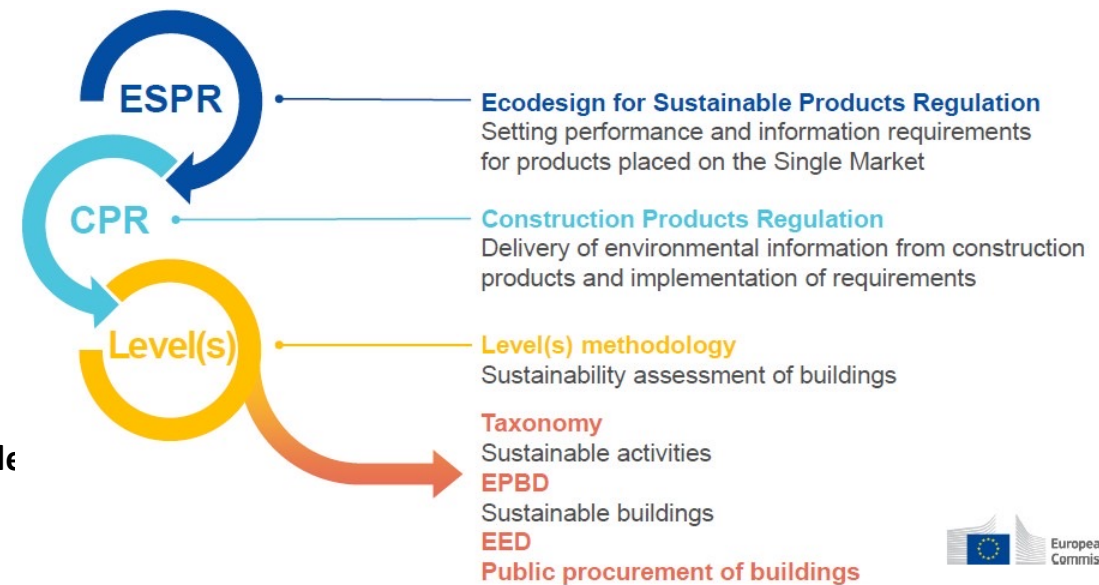 ESPR
Ecodesign for Sustainable Products Regulation
Setting performance and information requirements
for products placed on the Single Market
CPR
Construction Products Regulation
Delivery of environmental information from construction
products and implementation of requirements
Level(s)
Level(s) methodology
Sustainability assessment of buildings
Taxonomy
Sustainable activities
EPBD
Sustainable buildings
EED
Public procurement of buildings